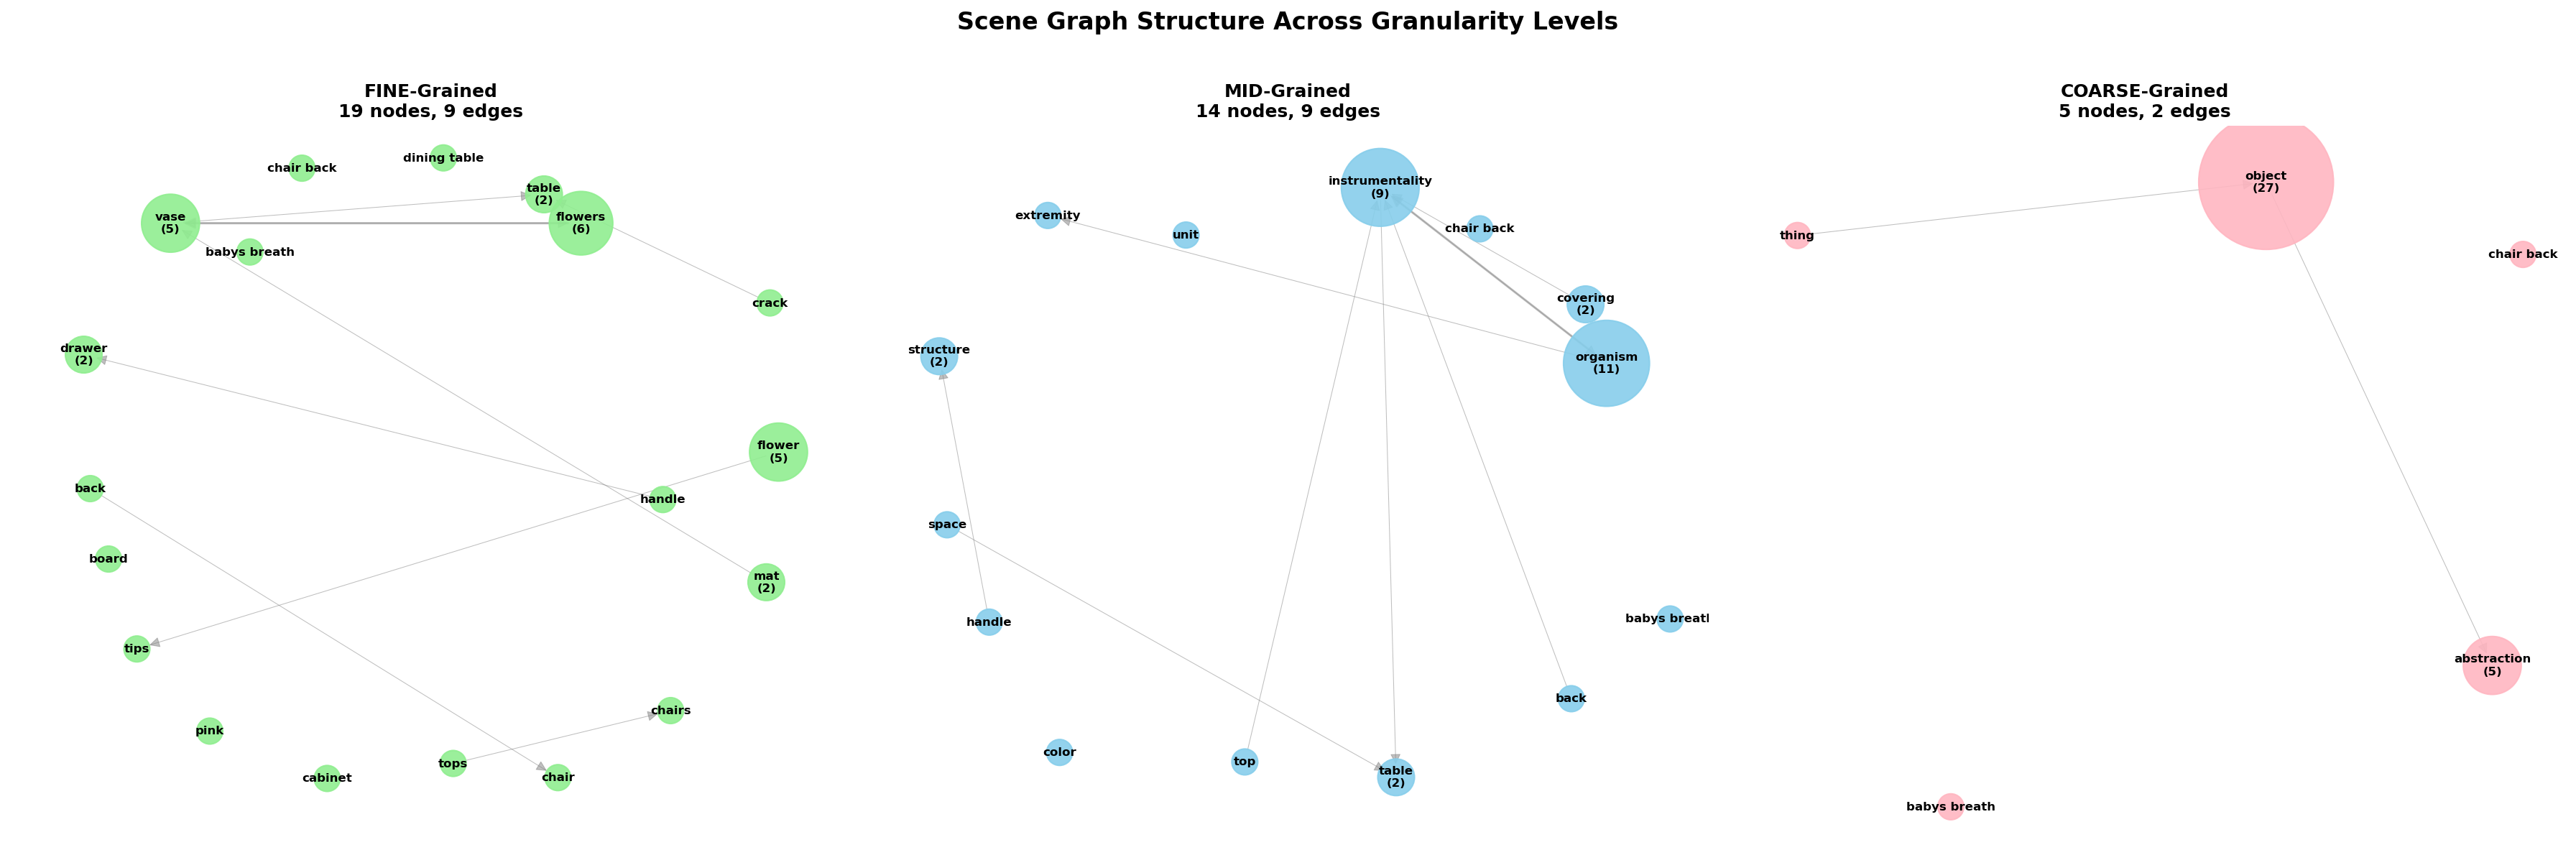 Scene Graph Structure Across Granularity Levels
FINE-Grained
19 nodes, 9 edges
chair back
dining table
table
(2)
vase
(5)
flowers
(6)
babys breath
crack
drawer
(2)
flower
(5)
back
handle
board
mat
(2)
tips
chairs
pink
tops
cabinet
chair
MID-Grained
14 nodes, 9 edges
instrumentality
(9)
extremity
unit
chair back
covering
(2)
structure
(2)
organism
(11)
space
handle
babys breatl
back
color
top
table
(2)
COARSE-Grained
5 nodes, 2 edges
object
(27)
thing
chair back
abstraction
(5)
babys breath